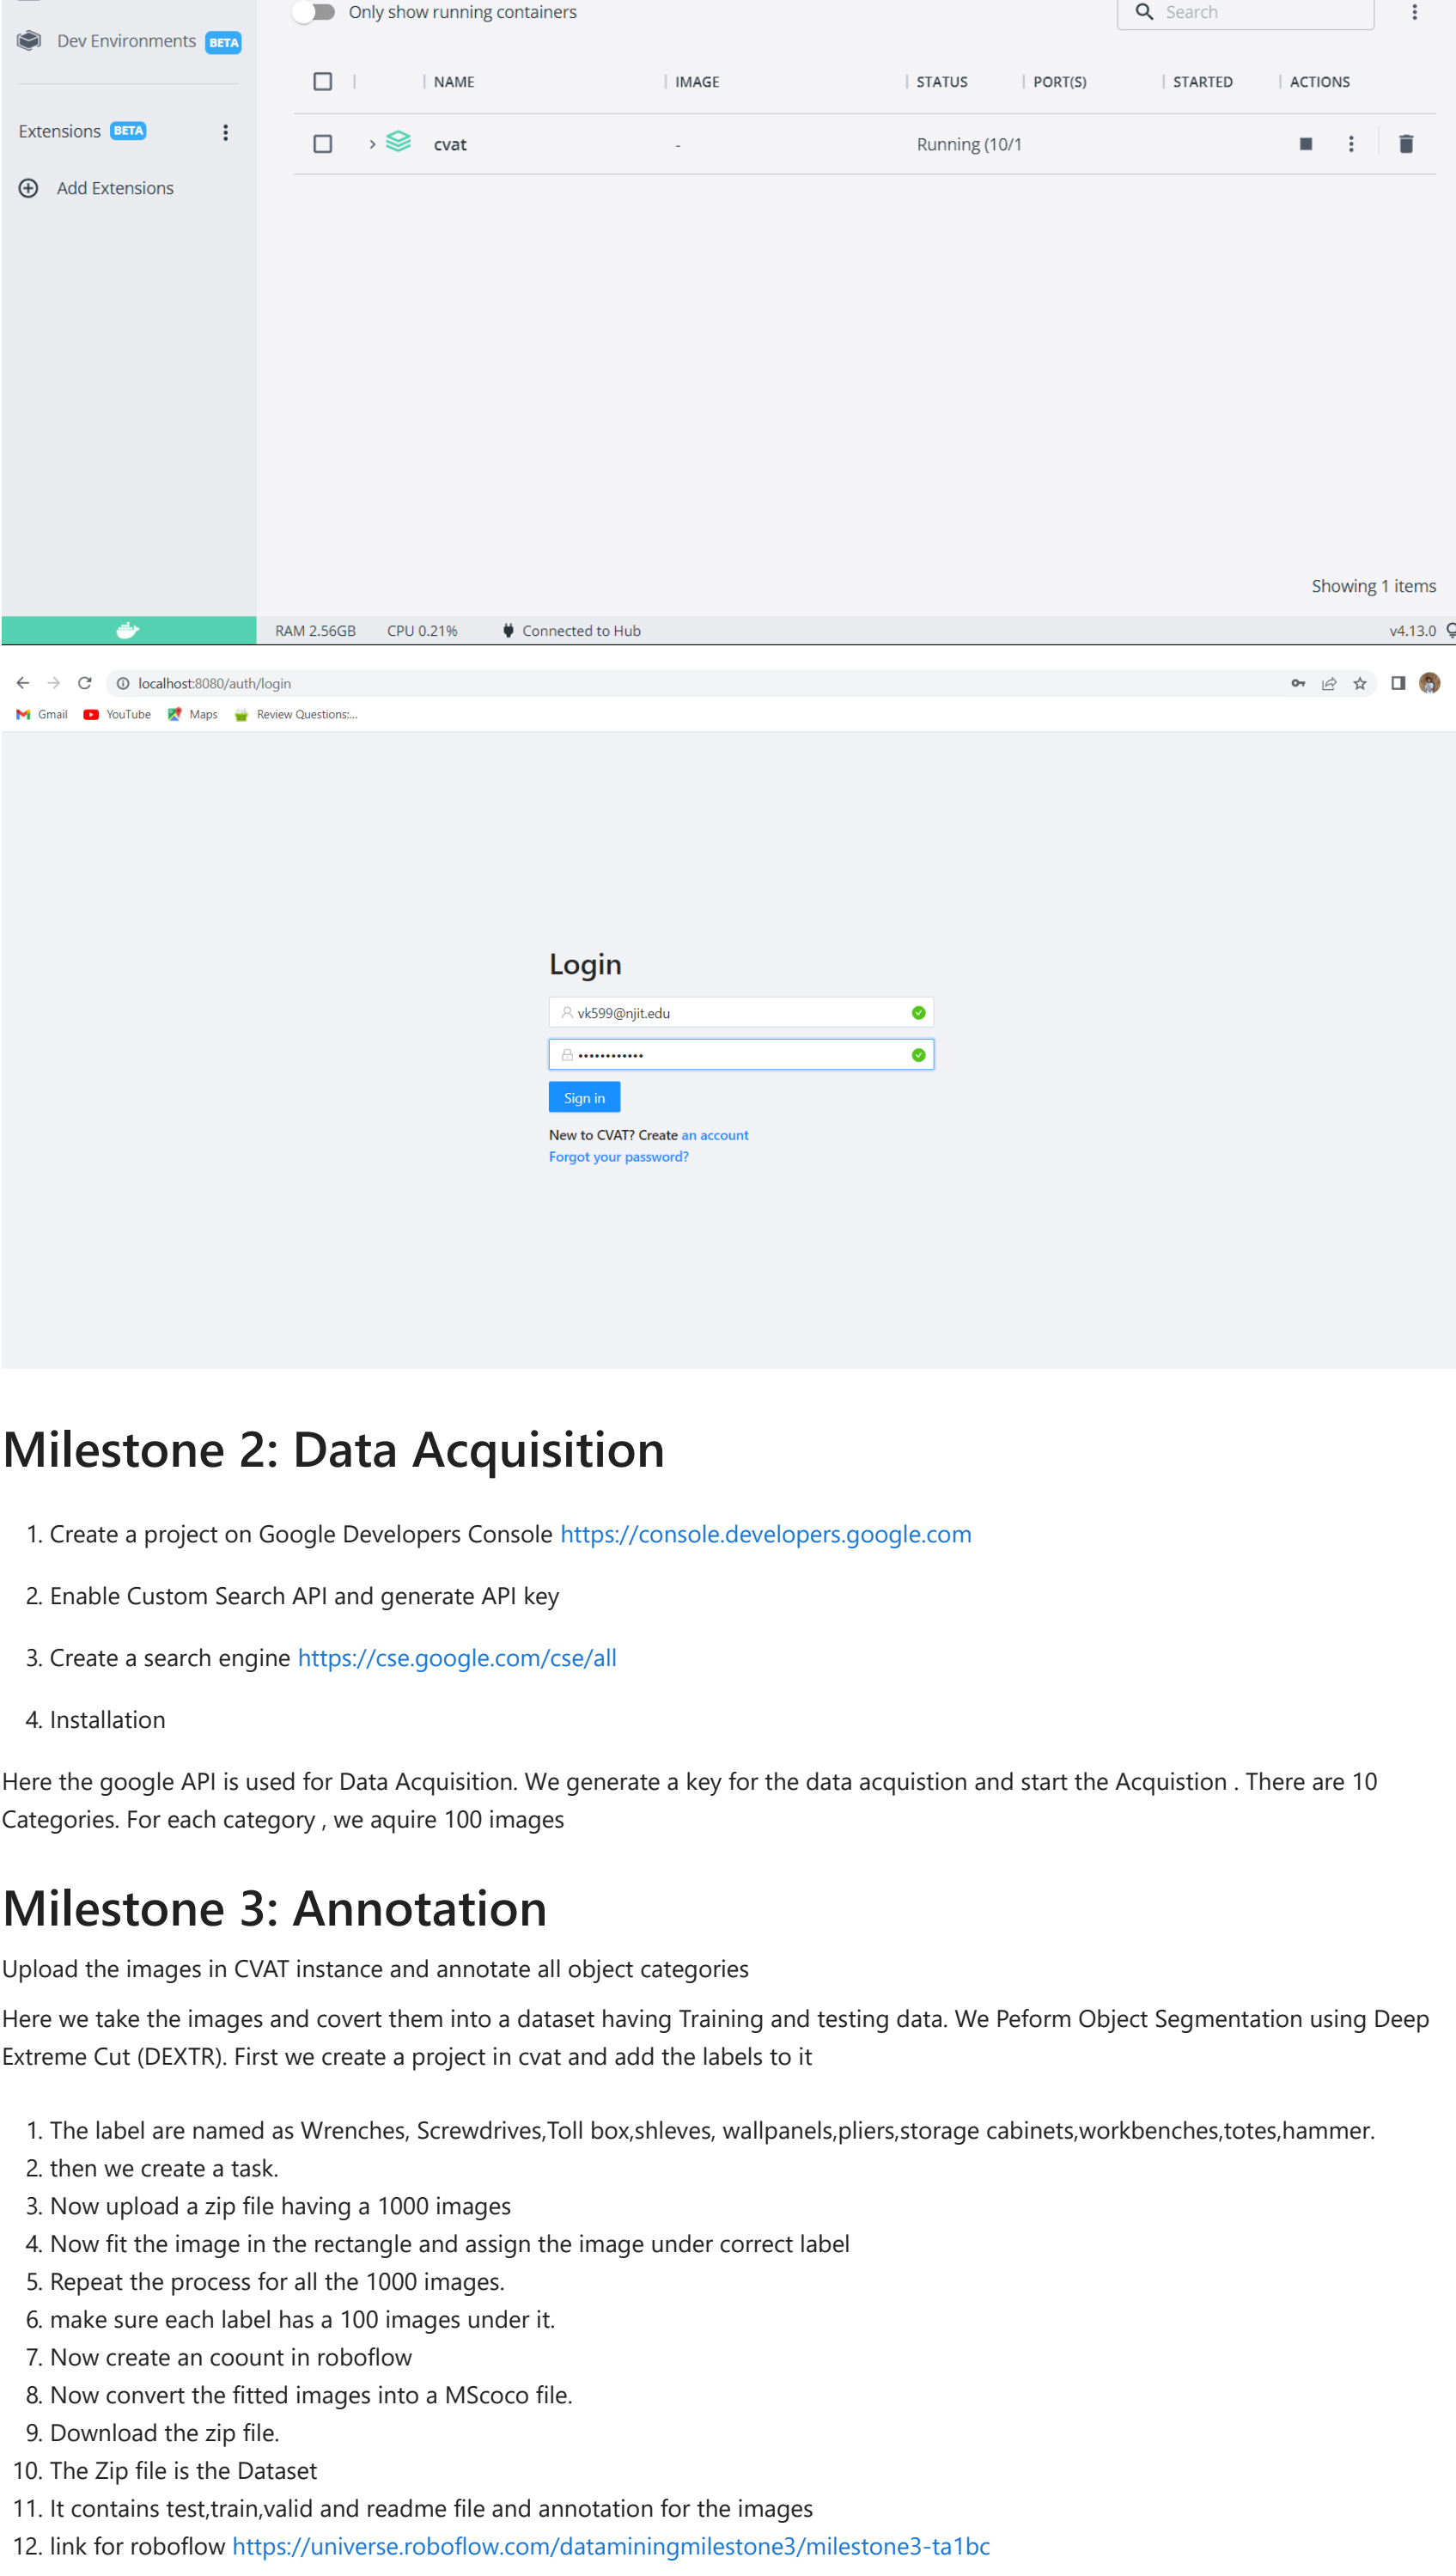 Only show running containers
Search
Dev Environments BETA
NAME IMAGE STATUS PORT(S) STARTED ACTIONS
Extensions BETA
cvat - Running (10/1
Add Extensions
Showing 1 items
RAM 2.56GB CPU 0.21% Connected to Hub v4.13.0
localhost:8080/auth/login
Gmail YouTube Maps Review Questions:...
Login
vk599@njit.edu
••••••••••••
Sign in
New to CVAT? Create an account
Forgot your password?
Milestone 2: Data Acquisition
1. Create a project on Google Developers Console https://console.developers.google.com
2. Enable Custom Search API and generate API key
3. Create a search engine https://cse.google.com/cse/all
4. Installation
Here the google API is used for Data Acquisition. We generate a key for the data acquistion and start the Acquistion . There are 10
Categories. For each category , we aquire 100 images
Milestone 3: Annotation
Upload the images in CVAT instance and annotate all object categories
Here we take the images and covert them into a dataset having Training and testing data. We Peform Object Segmentation using Deep
Extreme Cut (DEXTR). First we create a project in cvat and add the labels to it
1. The label are named as Wrenches, Screwdrives,Toll box,shleves, wallpanels,pliers,storage cabinets,workbenches,totes,hammer.
2. then we create a task.
3. Now upload a zip file having a 1000 images
4. Now fit the image in the rectangle and assign the image under correct label
5. Repeat the process for all the 1000 images.
6. make sure each label has a 100 images under it.
7. Now create an coount in roboflow
8. Now convert the fitted images into a MScoco file.
9. Download the zip file.
10. The Zip file is the Dataset
11. It contains test,train,valid and readme file and annotation for the images
12. link for roboflow https://universe.roboflow.com/dataminingmilestone3/milestone3-ta1bc